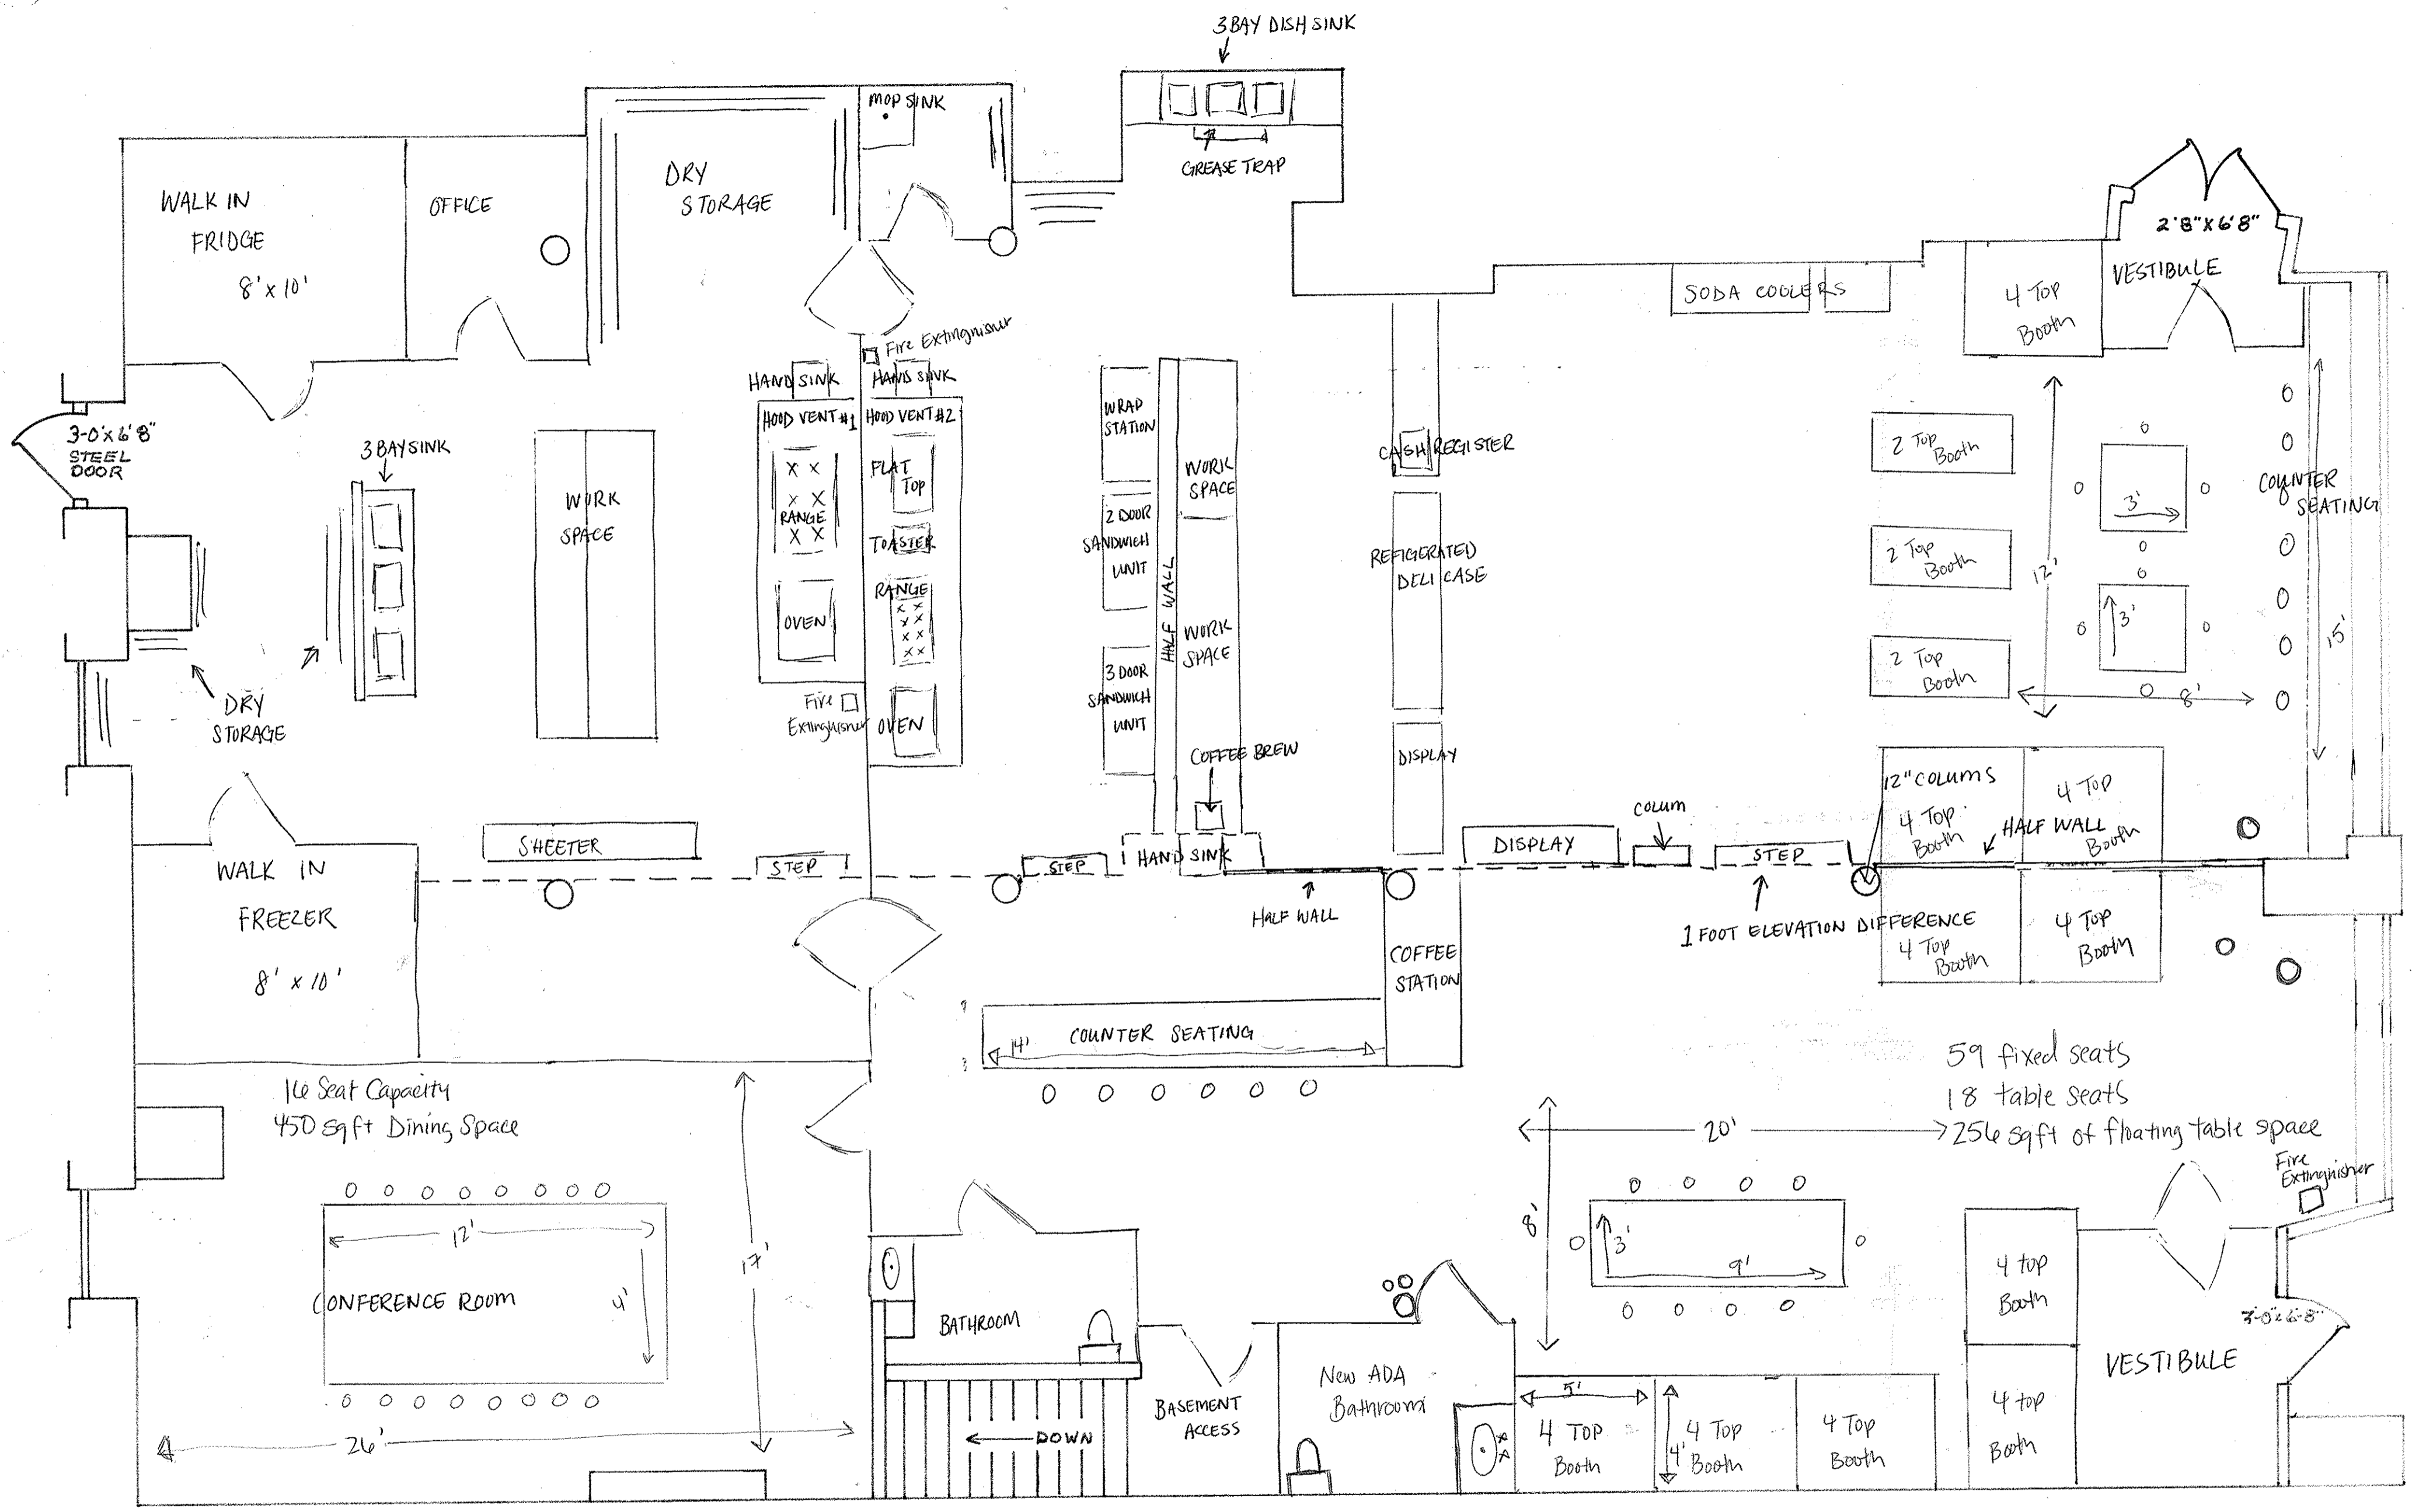 3 BAY DISH SINK
MOP SINK
GREASE TRAP
DRY
STORAGE
WALK IN
FRIDGE
8' x 10'
OFFICE
2'8" X 6'8"
VESTIBULE
SODA COOLERS
4 Top
Booth
Fire Extinguisher
HAND SINK
HAND SINK
HOOD VENT #1
HOOD VENT #2
3-0' x 6'8"
STEEL
DOOR
3 BAY SINK
WORK
SPACE
X X
X X
RANGE
X X
OVEN
FLAT
Top
TOASTER
RANGE
X X
X X
X X
X X
OVEN
Fire
Extinguisher
WRAP
STATION
2 DOOR
SANDWICH
UNIT
3 DOOR
SANDWICH
UNIT
HALF WALL
WORK
SPACE
WORK
SPACE
COFFEE BREW
CASH REGISTER
REFIGERATED
DELI CASE
DISPLAY
2 Top
Booth
2 Top
Booth
2 Top
Booth
12'
3'
3'
8'
COUNTER
SEATING
15'
DRY
STORAGE
SHEETER
STEP
STEP
HAND SINK
HALF WALL
DISPLAY
COLUM
STEP
1 FOOT ELEVATION DIFFERENCE
12" COLUMS
4 Top
Booth
4 TOP
Booth
HALF WALL
4 Top
Booth
4 Top
Booth
WALK IN
FREEZER
8' x 10'
COFFEE
STATION
COUNTER SEATING
14'
16 Seat Capacity
450 sqft Dining Space
12'
4'
CONFERENCE ROOM
17'
26'
BATHROOM
DOWN
BASEMENT
ACCESS
New ADA
Bathroom
59 fixed seats
18 table seats
256 sqft of floating table space
20'
8'
3'
9'
Fire
Extinguisher
4 top
Booth
4 top
Booth
3'-0" x 6'-8"
VESTIBULE
5'
4 TOP
Booth
4'
4 Top
Booth
4 Top
Booth